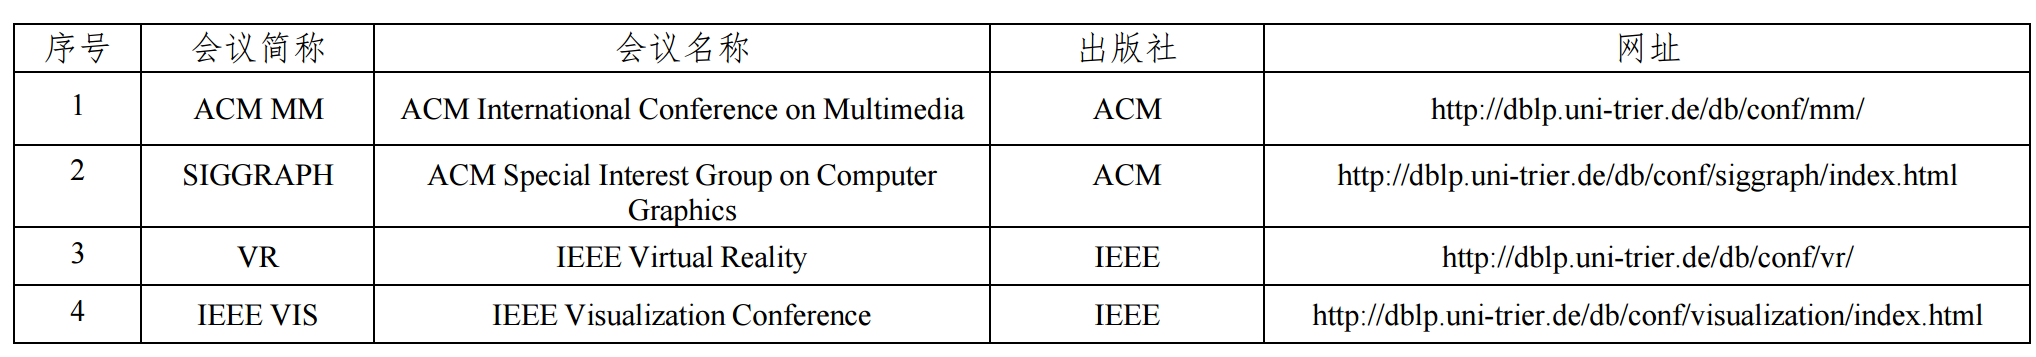 序号 会议简称 会议名称 出版社 网址
1 ACM MM ACM International Conference on Multimedia ACM http://dblp.uni-trier.de/db/conf/mm/
2 SIGGRAPH ACM Special Interest Group on Computer ACM http://dblp.uni-trier.de/db/conf/siggraph/index.html
Graphics
3 VR IEEE Virtual Reality IEEE http://dblp.uni-trier.de/db/conf/vr/
4 IEEE VIS IEEE Visualization Conference IEEE http://dblp.uni-trier.de/db/conf/visualization/index.html